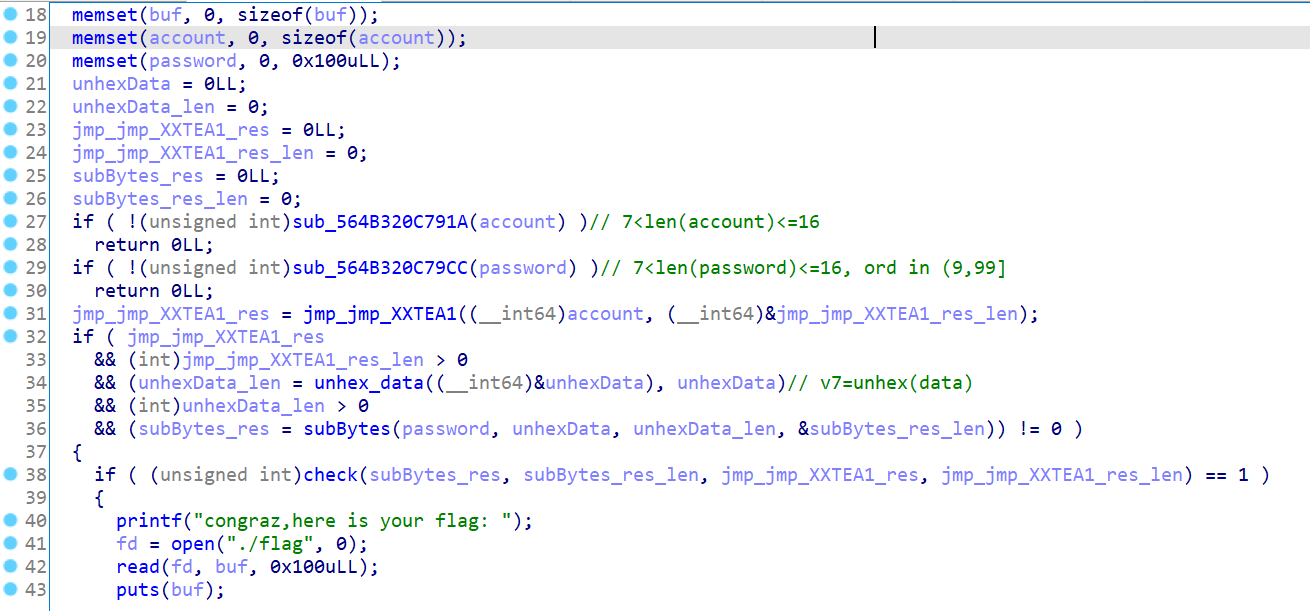 18 memset(buf, 0, sizeof(buf));
19 memset(account, 0, sizeof(account));
20 memset(password, 0, 0x100uLL);
21 unhexData = 0LL;
22 unhexData_len = 0;
23 jmp_jmp_XXTEA1_res = 0LL;
24 jmp_jmp_XXTEA1_res_len = 0;
25 subBytes_res = 0LL;
26 subBytes_res_len = 0;
27 if ( !(unsigned int)sub_564B320C791A(account) )// 7<len(account)<=16
28 return 0LL;
29 if ( !(unsigned int)sub_564B320C79CC(password) )// 7<len(password)<=16, ord in (9,99]
30 return 0LL;
31 jmp_jmp_XXTEA1_res = jmp_jmp_XXTEA1((__int64)account, (__int64)&jmp_jmp_XXTEA1_res_len);
32 if ( jmp_jmp_XXTEA1_res
33 && (int)jmp_jmp_XXTEA1_res_len > 0
34 && (unhexData_len = unhex_data((__int64)&unhexData), unhexData)// v7=unhex(data)
35 && (int)unhexData_len > 0
36 && (subBytes_res = subBytes(password, unhexData, unhexData_len, &subBytes_res_len)) != 0 )
37 {
38 if ( (unsigned int)check(subBytes_res, subBytes_res_len, jmp_jmp_XXTEA1_res, jmp_jmp_XXTEA1_res_len) == 1 )
39 {
40 printf("congraz,here is your flag: ");
41 fd = open("./flag", 0);
42 read(fd, buf, 0x100uLL);
43 puts(buf);